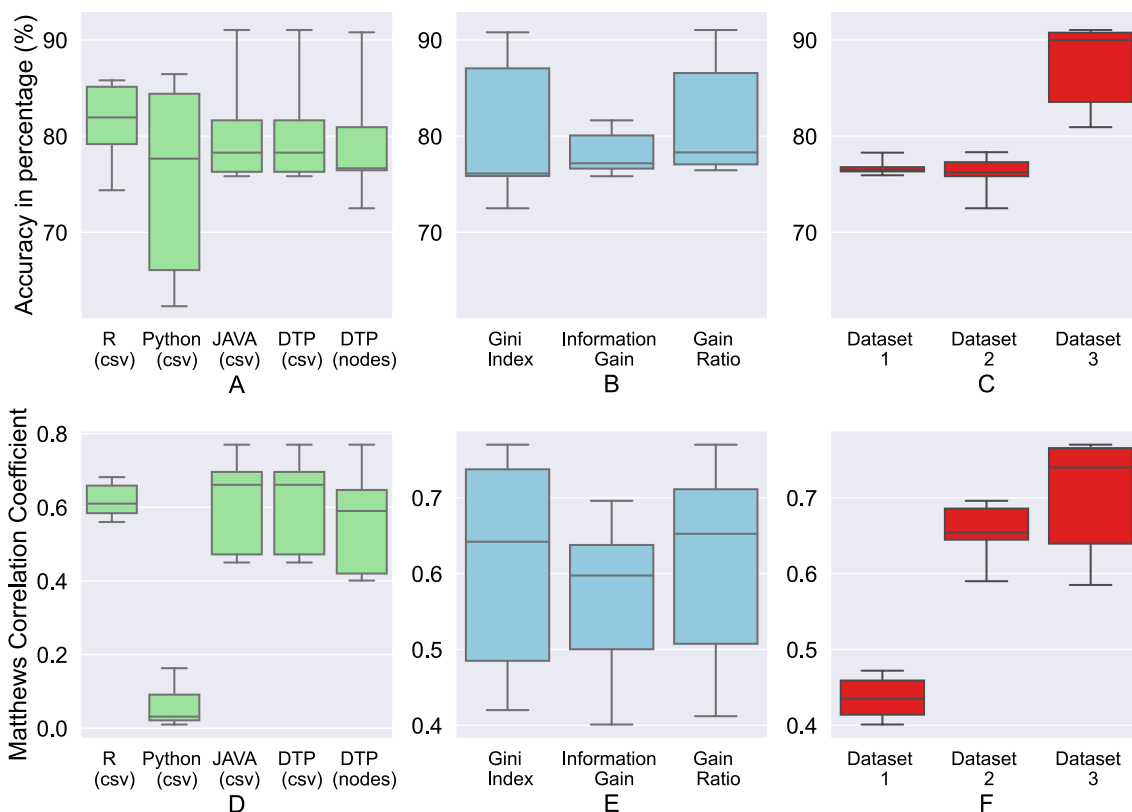 Accuracy in percentage (%)
90
80
70
90
80
70
90
80
70
R
(csv)
Python
(csv)
JAVA
(csv)
DTP
(csv)
DTP
(nodes)
A
Gini
Index
Information
Gain
Gain
Ratio
B
Dataset
1
Dataset
2
Dataset
3
C
Matthews Correlation Coefficient
0.8
0.6
0.4
0.2
0.0
0.7
0.6
0.5
0.4
0.7
0.6
0.5
0.4
R
(csv)
Python
(csv)
JAVA
(csv)
DTP
(csv)
DTP
(nodes)
D
Gini
Index
Information
Gain
Gain
Ratio
E
Dataset
1
Dataset
2
Dataset
3
F